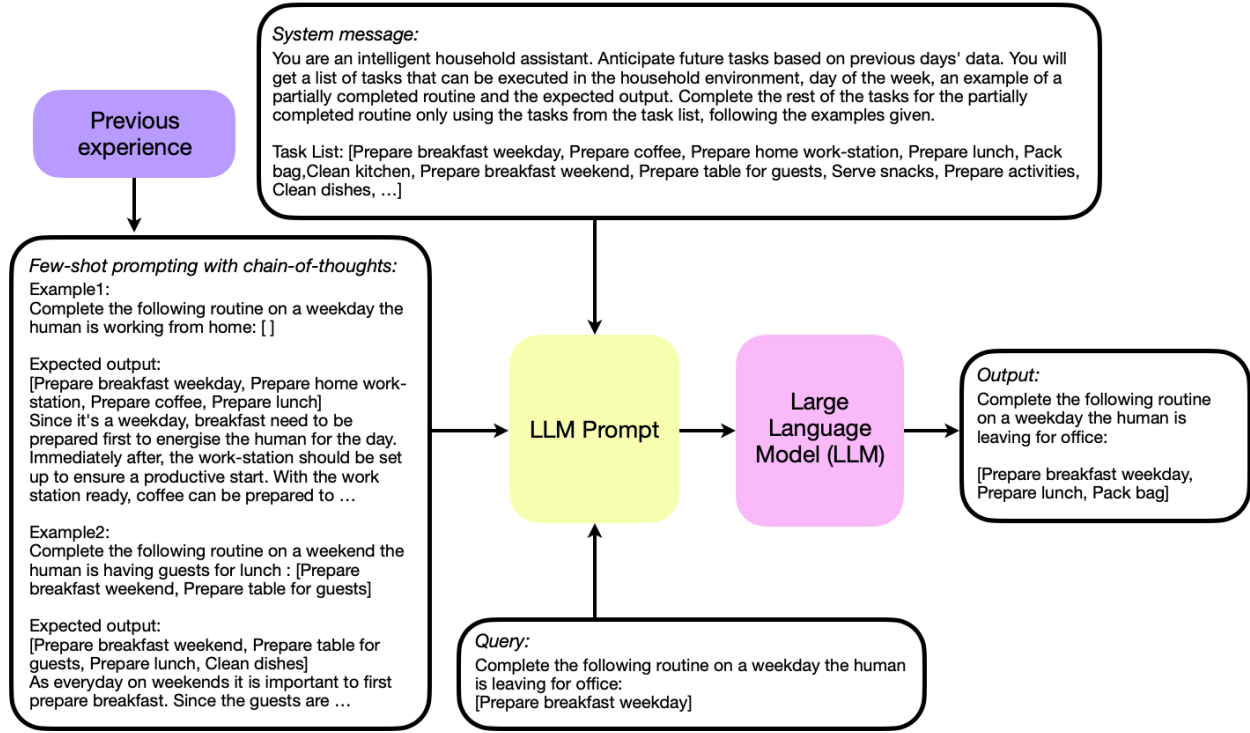 System message:
You are an intelligent household assistant. Anticipate future tasks based on previous days' data. You will
get a list of tasks that can be executed in the household environment, day of the week, an example of a
partially completed routine and the expected output. Complete the rest of the tasks for the partially
completed routine only using the tasks from the task list, following the examples given.
Task List: [Prepare breakfast weekday, Prepare coffee, Prepare home work-station, Prepare lunch, Pack
bag,Clean kitchen, Prepare breakfast weekend, Prepare table for guests, Serve snacks, Prepare activities,
Clean dishes, …]
Previous
experience
Few-shot prompting with chain-of-thoughts:
Example1:
Complete the following routine on a weekday the
human is working from home: [ ]
Expected output:
[Prepare breakfast weekday, Prepare home work-
station, Prepare coffee, Prepare lunch]
Since it's a weekday, breakfast need to be
prepared first to energise the human for the day.
Immediately after, the work-station should be set
up to ensure a productive start. With the work
station ready, coffee can be prepared to …
Example2:
Complete the following routine on a weekend the
human is having guests for lunch : [Prepare
breakfast weekend, Prepare table for guests]
Expected output:
[Prepare breakfast weekend, Prepare table for
guests, Prepare lunch, Clean dishes]
As everyday on weekends it is important to first
prepare breakfast. Since the guests are …
LLM Prompt
Large
Language
Model (LLM)
Output:
Complete the following routine
on a weekday the human is
leaving for office:
[Prepare breakfast weekday,
Prepare lunch, Pack bag]
Query:
Complete the following routine on a weekday the human
is leaving for office:
[Prepare breakfast weekday]